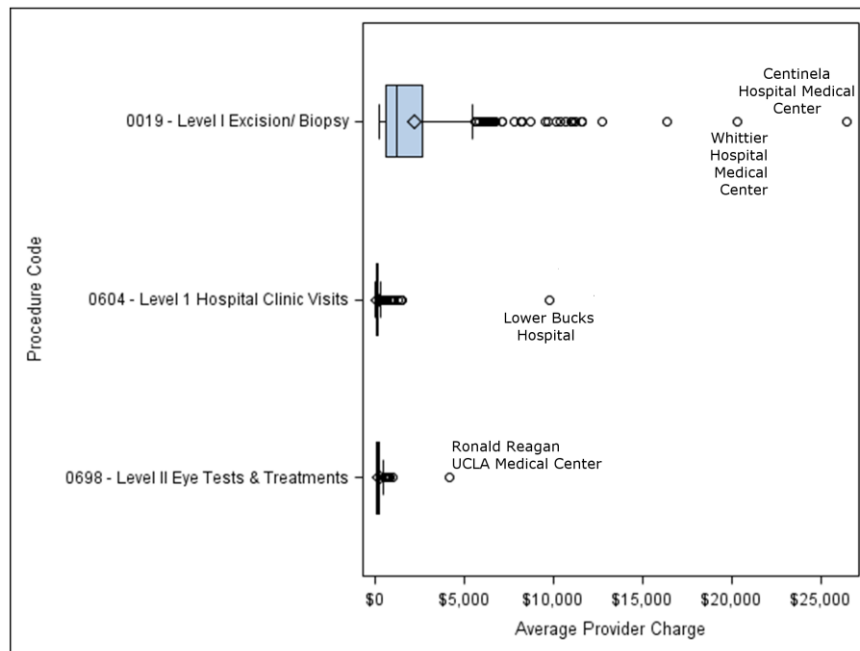 Centinela
Hospital Medical
Center
0019 - Level I Excision/ Biopsy
Whittier
Hospital
Medical
Center
Procedure Code
0604 - Level 1 Hospital Clinic Visits
Lower Bucks
Hospital
Ronald Reagan
UCLA Medical Center
0698 - Level II Eye Tests & Treatments
$0
$5,000
$10,000
$15,000
$20,000
$25,000
Average Provider Charge